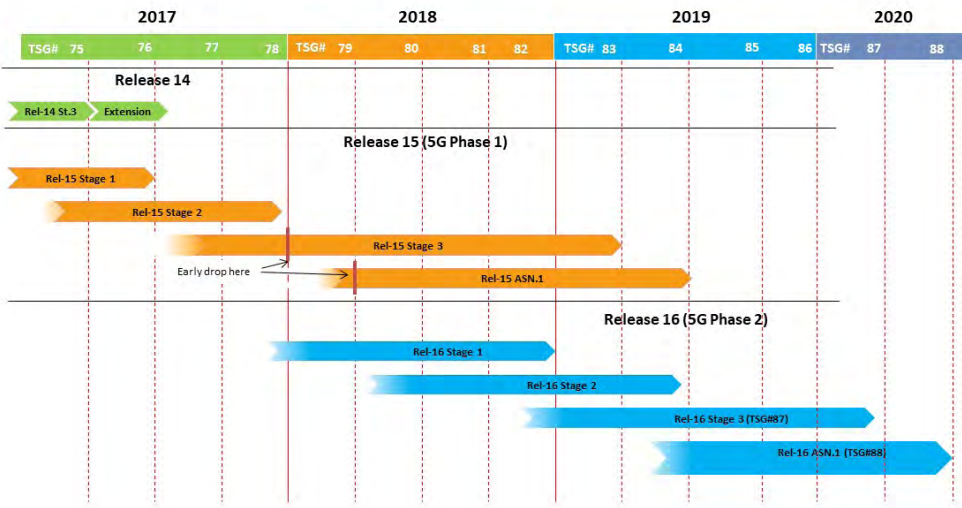 2017 2018 2019 2020
TSG# 75 76 77 78 TSG# 79 80 81 82 TSG# 83 84 85 86 TSG# 87 88
Release 14
Rel-14 St.3 Extension
Release 15 (5G Phase 1)
Rel-15 Stage 1
Rel-15 Stage 2
Rel-15 Stage 3
Early drop here
Rel-15 ASN.1
Release 16 (5G Phase 2)
Rel-16 Stage 1
Rel-16 Stage 2
Rel-16 Stage 3 (TSG#87)
Rel-16 ASN.1 (TSG#88)